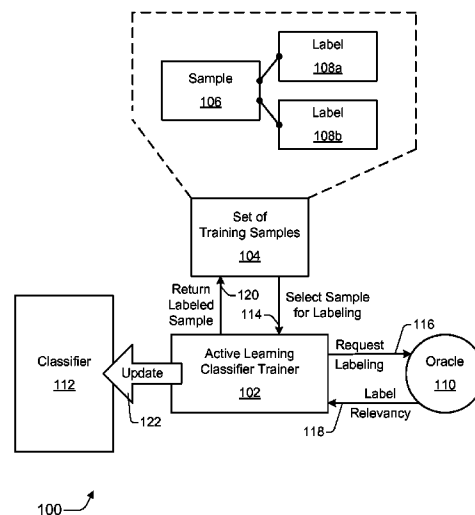 Label
108a
Sample
106
Label
108b
Set of
Training Samples
104
Return
Labeled
Sample
120
114
Select Sample
for Labeling
Classifier
112
Update
122
Active Learning
Classifier Trainer
102
Request
Labeling
116
Oracle
110
Label
Relevancy
118
100